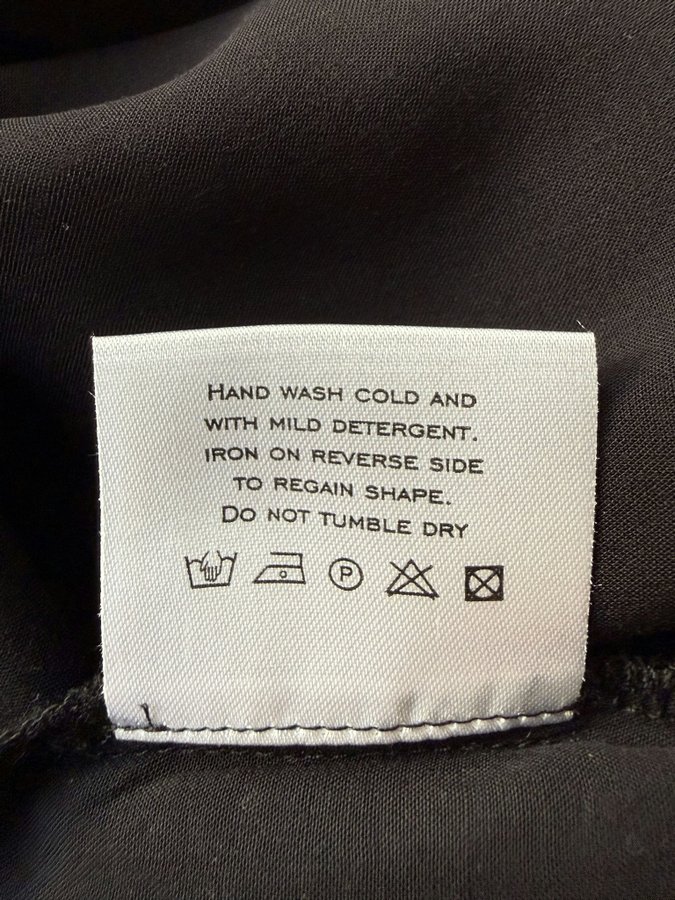 HAND WASH COLD AND
WITH MILD DETERGENT.
IRON ON REVERSE SIDE
TO REGAIN SHAPE.
DO NOT TUMBLE DRY
P